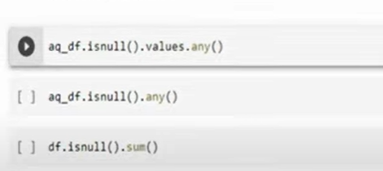 aq_df.isnull().values.any()
[ ] aq_df.isnull().any()
[ ] df.isnull().sum()